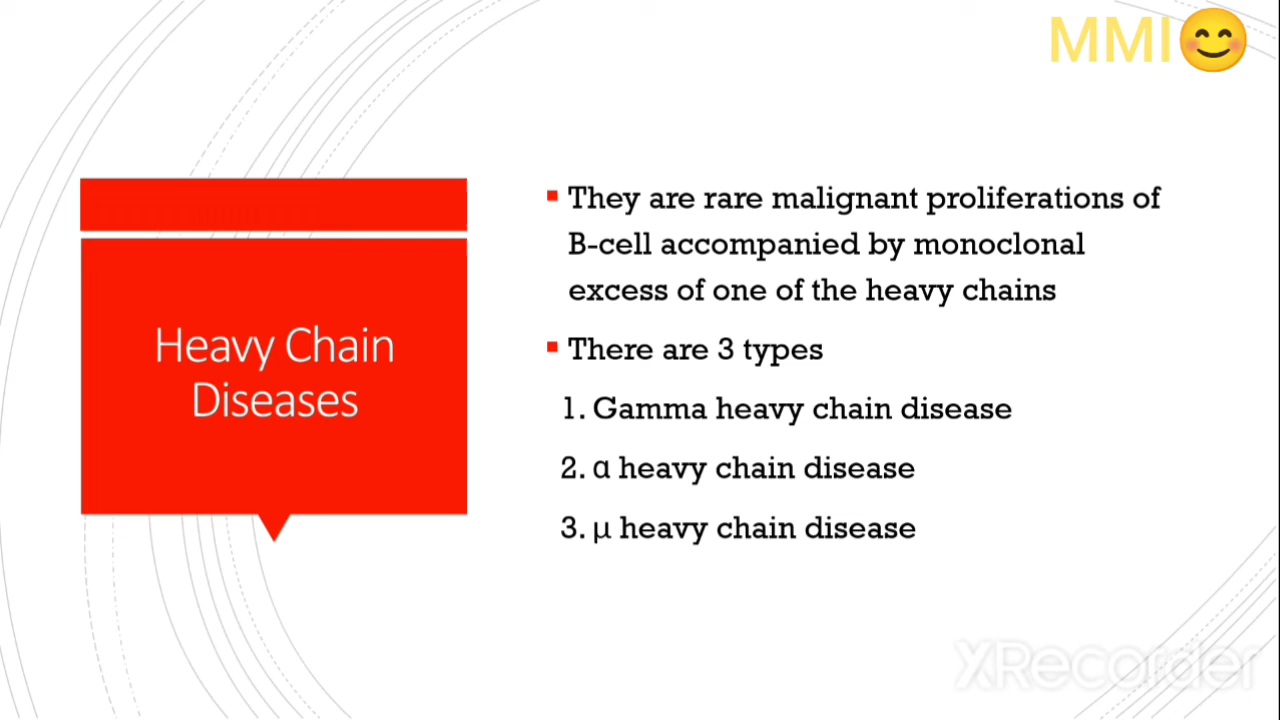 MMI😊
Heavy Chain
Diseases
▪ They are rare malignant proliferations of
B-cell accompanied by monoclonal
excess of one of the heavy chains
▪ There are 3 types
1. Gamma heavy chain disease
2. α heavy chain disease
3. μ heavy chain disease
XRecorder